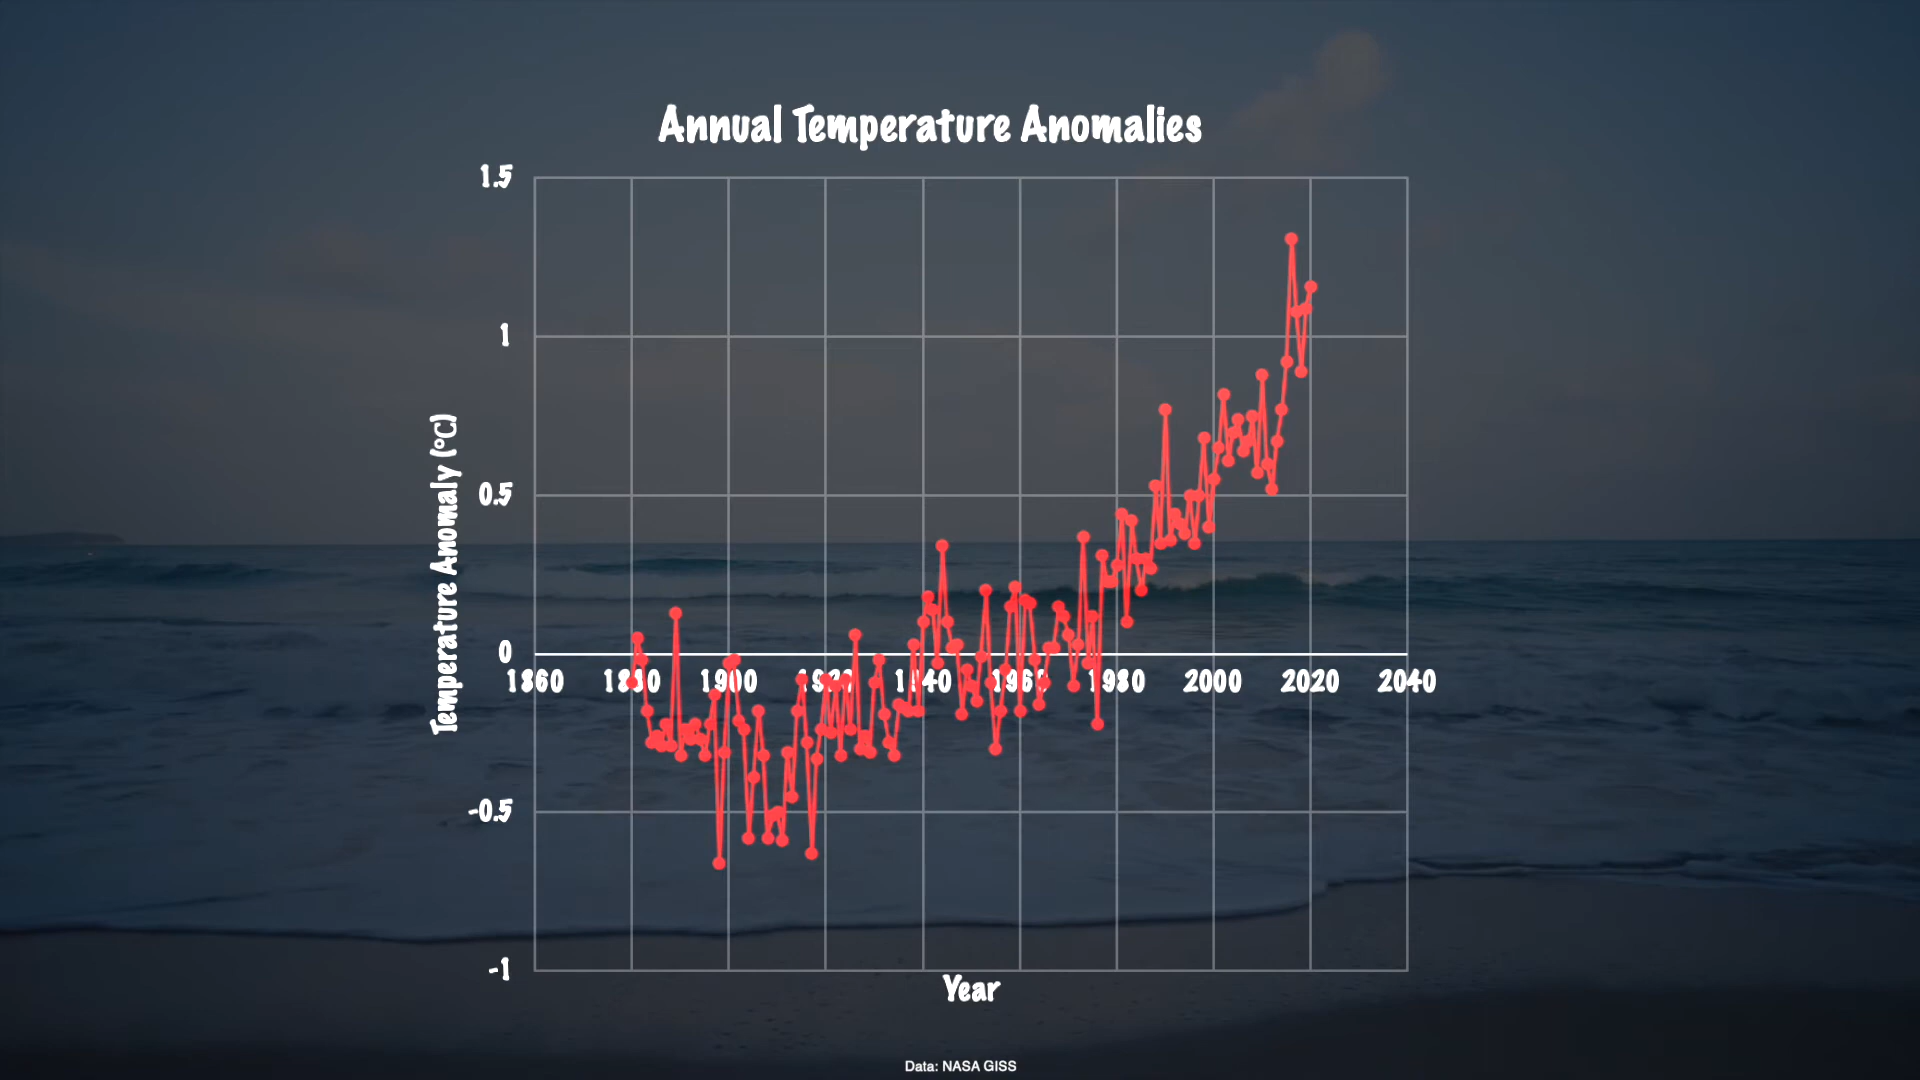 Annual Temperature Anomalies
1.5
1
0.5
0
-0.5
-1
Temperature Anomaly (°C)
1860 1880 1900 1920 1940 1960 1980 2000 2020 2040
Year
Data: NASA GISS